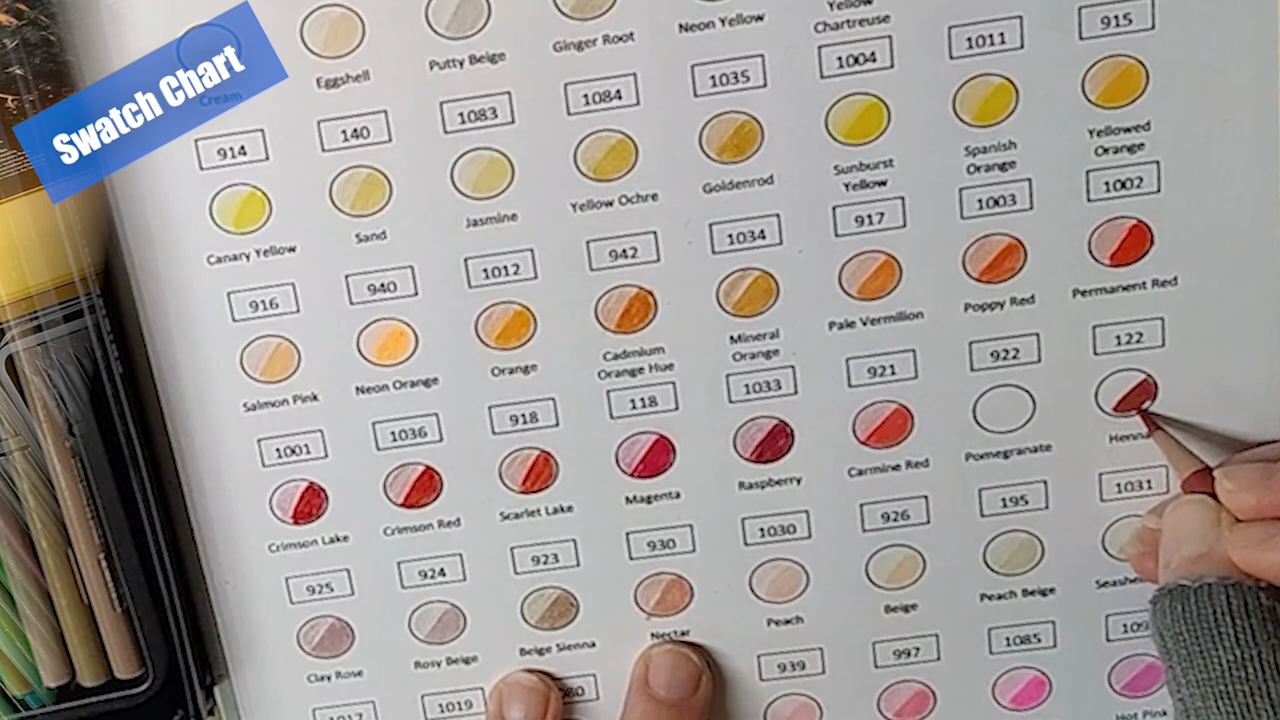 Swatch Chart
Cream
Eggshell
Putty Beige
Ginger Root
Neon Yellow
Yellow
Chartreuse
914
140
1083
1084
1035
1004
1011
915
Canary Yellow
Sand
Jasmine
Yellow Ochre
Goldenrod
Sunburst
Yellow
Spanish
Orange
Yellowed
Orange
916
940
1012
942
1034
917
1003
1002
Salmon Pink
Neon Orange
Orange
Cadmium
Orange Hue
Mineral
Orange
Pale Vermilion
Poppy Red
Permanent Red
1001
1036
918
118
1033
921
922
122
Crimson Lake
Crimson Red
Scarlet Lake
Magenta
Raspberry
Carmine Red
Pomegranate
Henna
925
924
923
930
1030
926
195
1031
Clay Rose
Rosy Beige
Beige Sienna
Nectar
Peach
Beige
Peach Beige
1017
1019
939
997
1085
Hot Pink